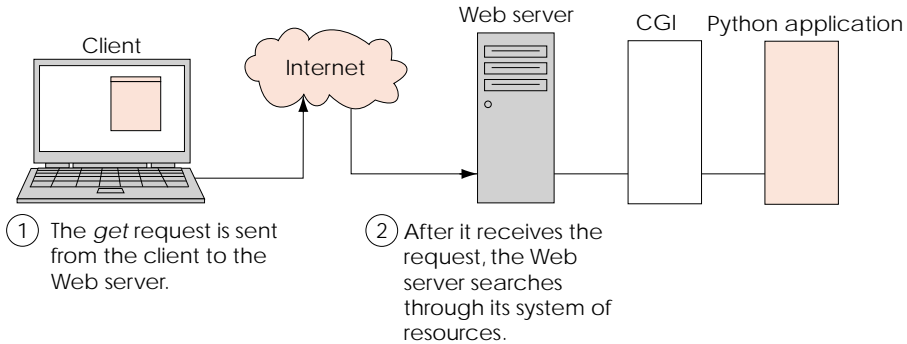 Web server
CGI
Python application
Client
Internet
1 The get request is sent
from the client to the
Web server.
2 After it receives the
request, the Web
server searches
through its system of
resources.